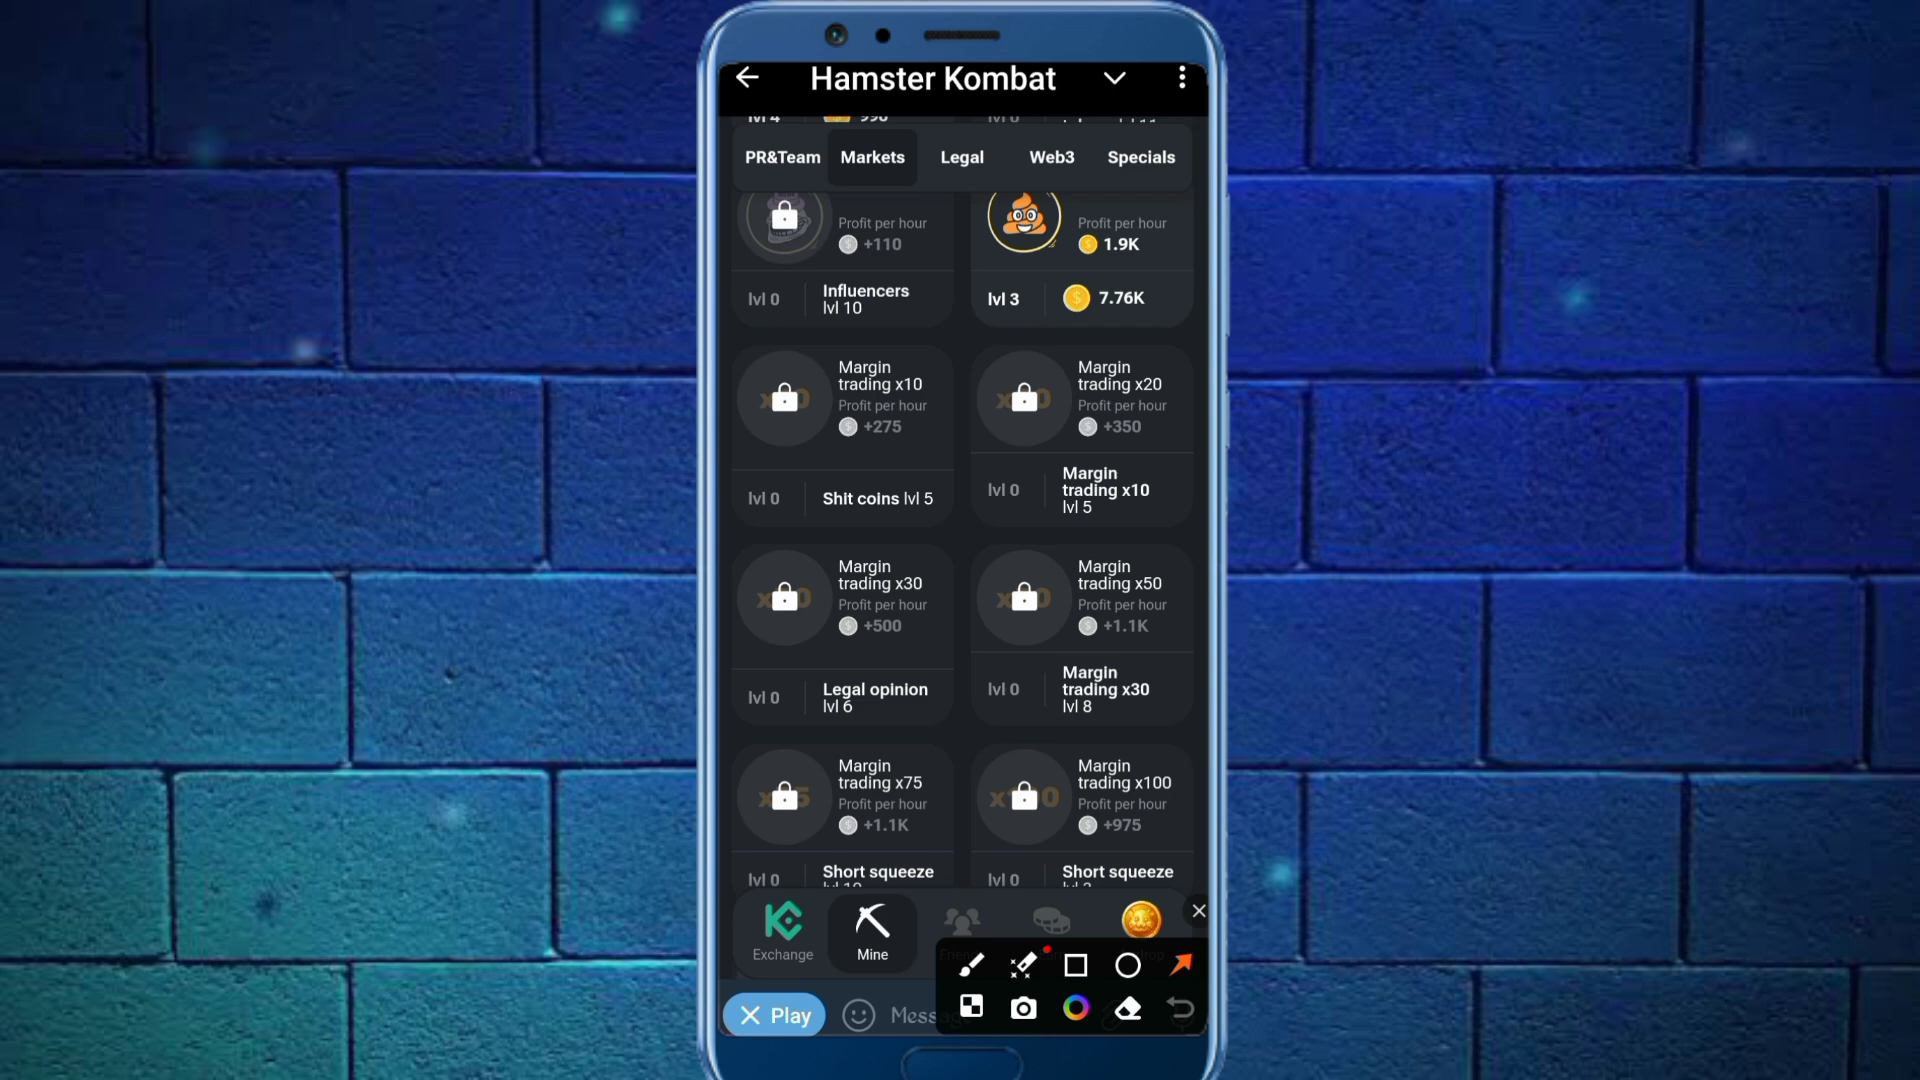 Hamster Kombat
lvl 4 990
PR&Team Markets Legal Web3 Specials
Profit per hour
+110
lvl 0
Influencers
lvl 10
Profit per hour
1.9K
lvl 3 7.76K
Margin
trading x10
Profit per hour
+275
lvl 0 Shit coins lvl 5
Margin
trading x20
Profit per hour
+350
lvl 0
Margin
trading x10
lvl 5
Margin
trading x30
Profit per hour
+500
lvl 0
Legal opinion
lvl 6
Margin
trading x50
Profit per hour
+1.1K
lvl 0
Margin
trading x30
lvl 8
Margin
trading x75
Profit per hour
+1.1K
lvl 0
Short squeeze
Margin
trading x100
Profit per hour
+975
lvl 0
Short squeeze
Exchange Mine
Play